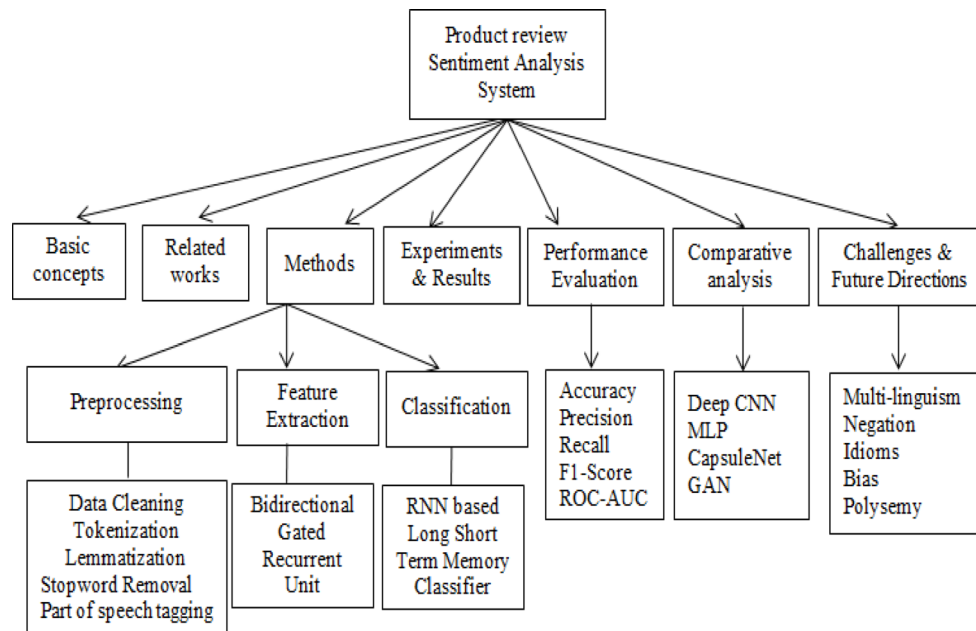 Product review
Sentiment Analysis
System
Basic
concepts
Related
works
Methods
Experiments
& Results
Performance
Evaluation
Comparative
analysis
Challenges &
Future Directions
Preprocessing
Feature
Extraction
Classification
Accuracy
Precision
Recall
F1-Score
ROC-AUC
Deep CNN
MLP
CapsuleNet
GAN
Multi-linguism
Negation
Idioms
Bias
Polysemy
Data Cleaning
Tokenization
Lemmatization
Stopword Removal
Part of speech tagging
Bidirectional
Gated
Recurrent
Unit
RNN based
Long Short
Term Memory
Classifier